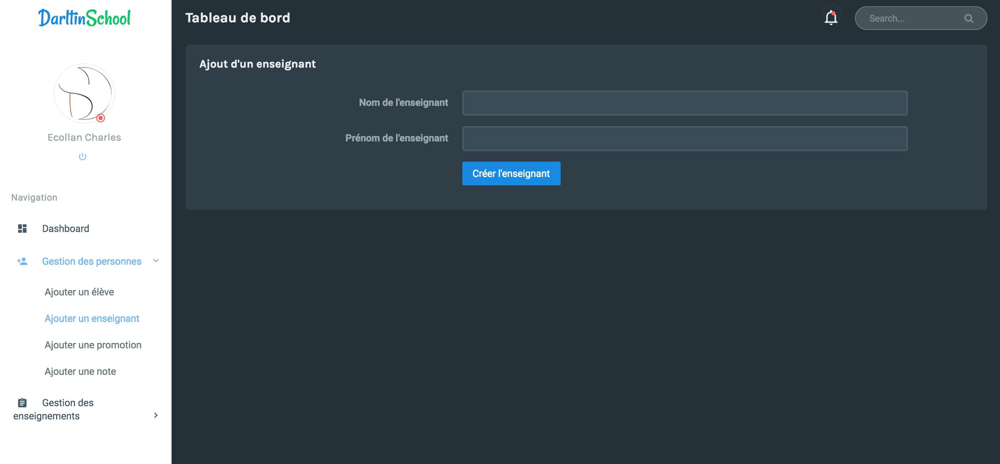 DarltinSchool
Ecollan Charles
Navigation
Dashboard
Gestion des personnes
Ajouter un élève
Ajouter un enseignant
Ajouter une promotion
Ajouter une note
Gestion des
enseignements
Tableau de bord
Search...
Ajout d'un enseignant
Nom de l'enseignant
Prénom de l'enseignant
Créer l'enseignant